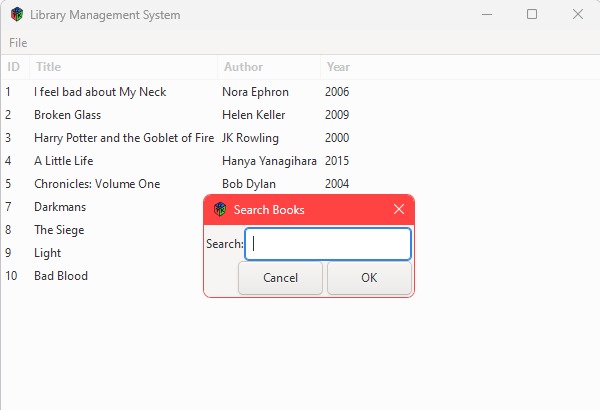 Library Management System
File
ID Title Author Year
1 I feel bad about My Neck Nora Ephron 2006
2 Broken Glass Helen Keller 2009
3 Harry Potter and the Goblet of Fire JK Rowling 2000
4 A Little Life Hanya Yanagihara 2015
5 Chronicles: Volume One Bob Dylan 2004
7 Darkmans
8 The Siege
9 Light
10 Bad Blood
Search Books
Search:
Cancel OK